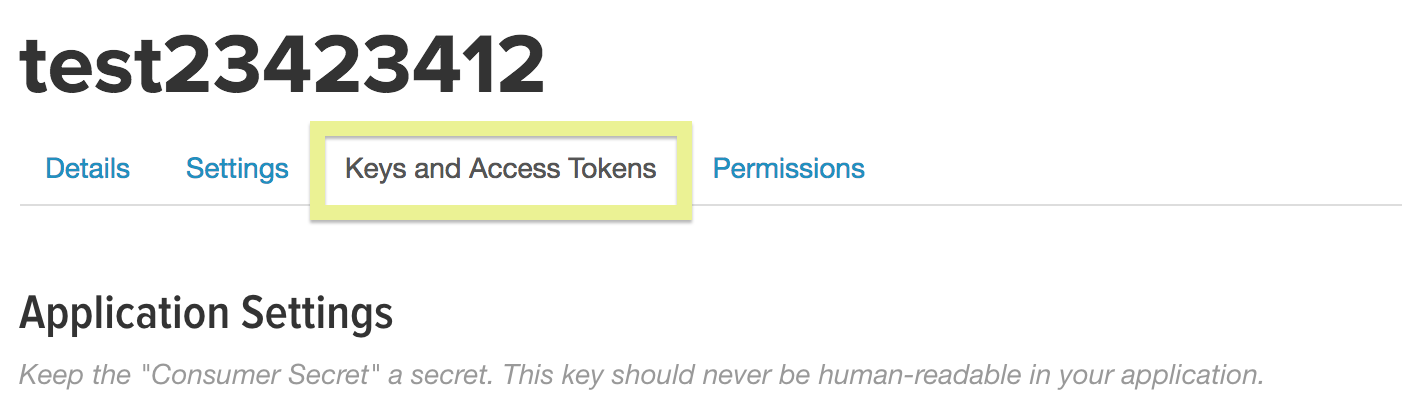 test23423412
Details Settings Keys and Access Tokens Permissions
Application Settings
Keep the "Consumer Secret" a secret. This key should never be human-readable in your application.